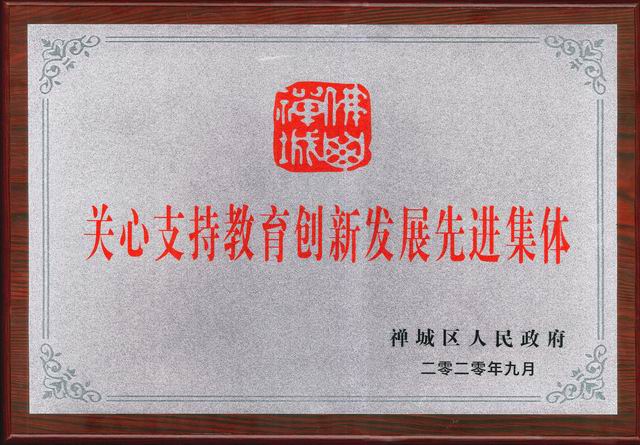 佛山禅城
关心支持教育创新发展先进集体
禅城区人民政府
二零二零年九月